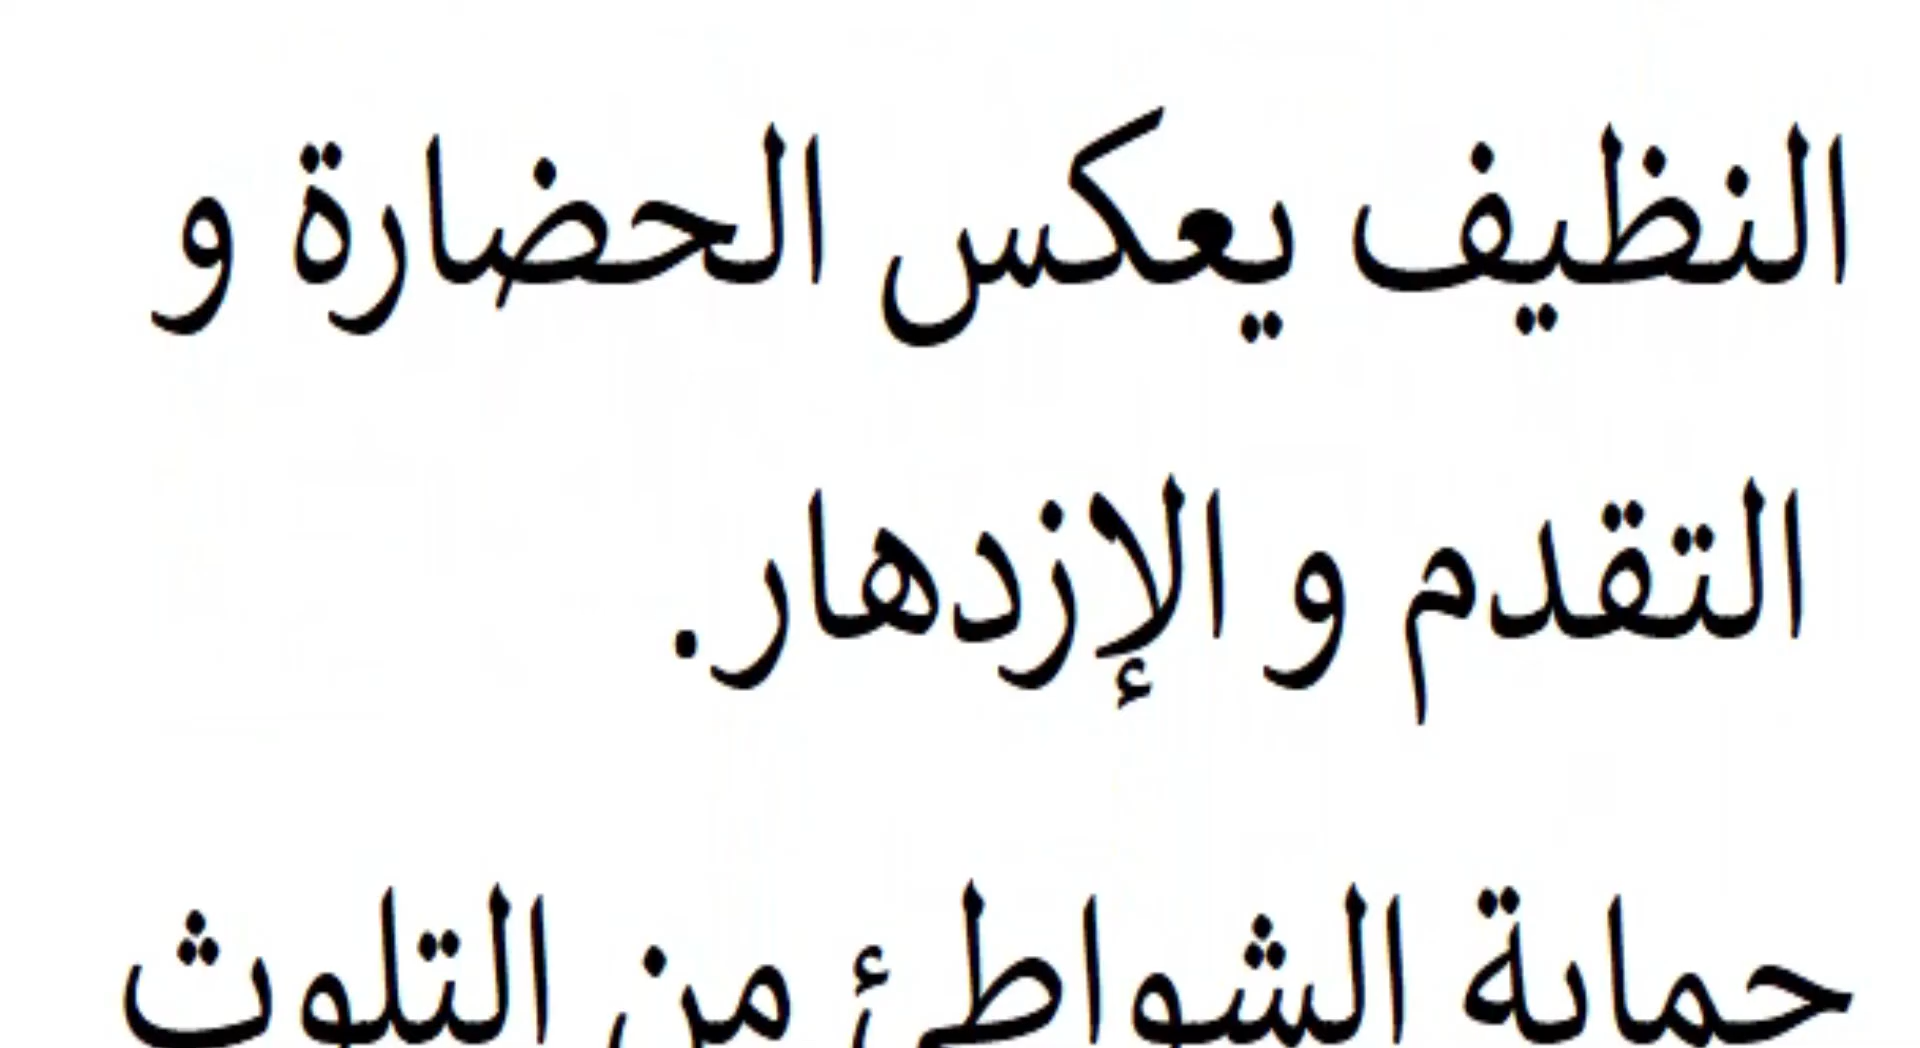 النظيف يعكس الحضارة و
التقدم و الإزدهار.
حماية الشواطئ من التلوث